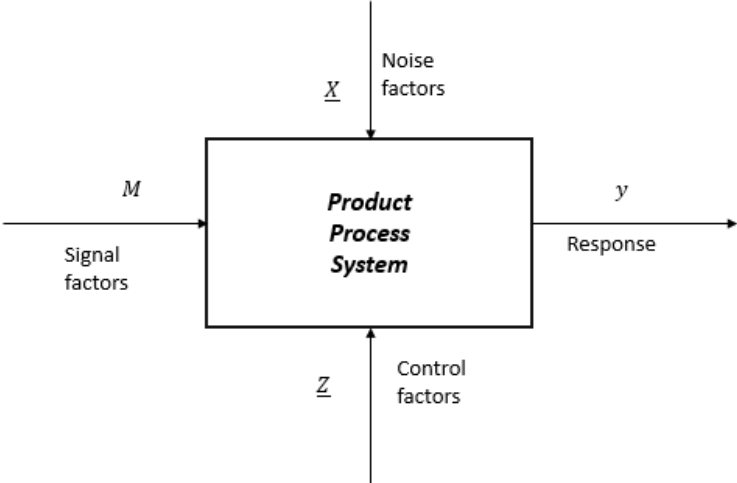 Noise
factors
X
M
Signal
factors
Product
Process
System
y
Response
Z
Control
factors